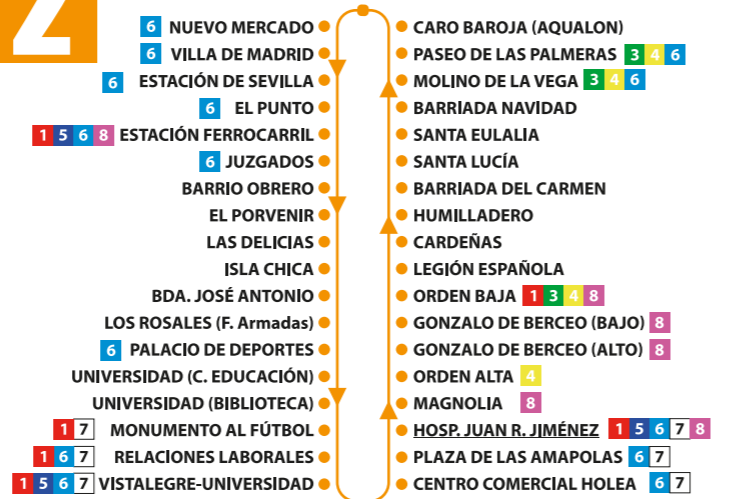 2
6 NUEVO MERCADO
6 VILLA DE MADRID
6 ESTACIÓN DE SEVILLA
6 EL PUNTO
1 5 6 8 ESTACIÓN FERROCARRIL
6 JUZGADOS
BARRIO OBRERO
EL PORVENIR
LAS DELICIAS
ISLA CHICA
BDA. JOSÉ ANTONIO
LOS ROSALES (F. Armadas)
6 PALACIO DE DEPORTES
UNIVERSIDAD (C. EDUCACIÓN)
UNIVERSIDAD (BIBLIOTECA)
1 7 MONUMENTO AL FÚTBOL
1 6 7 RELACIONES LABORALES
1 5 6 7 VISTALEGRE-UNIVERSIDAD
CARO BAROJA (AQUALON)
PASEO DE LAS PALMERAS 3 4 6
MOLINO DE LA VEGA 3 4 6
BARRIADA NAVIDAD
SANTA EULALIA
SANTA LUCÍA
BARRIADA DEL CARMEN
HUMILLADERO
CARDEÑAS
LEGIÓN ESPAÑOLA
ORDEN BAJA 1 3 4 8
GONZALO DE BERCEO (BAJO) 8
GONZALO DE BERCEO (ALTO) 8
ORDEN ALTA 4
MAGNOLIA 8
HOSP. JUAN R. JIMÉNEZ 1 5 6 7 8
PLAZA DE LAS AMAPOLAS 6 7
CENTRO COMERCIAL HOLEA 6 7